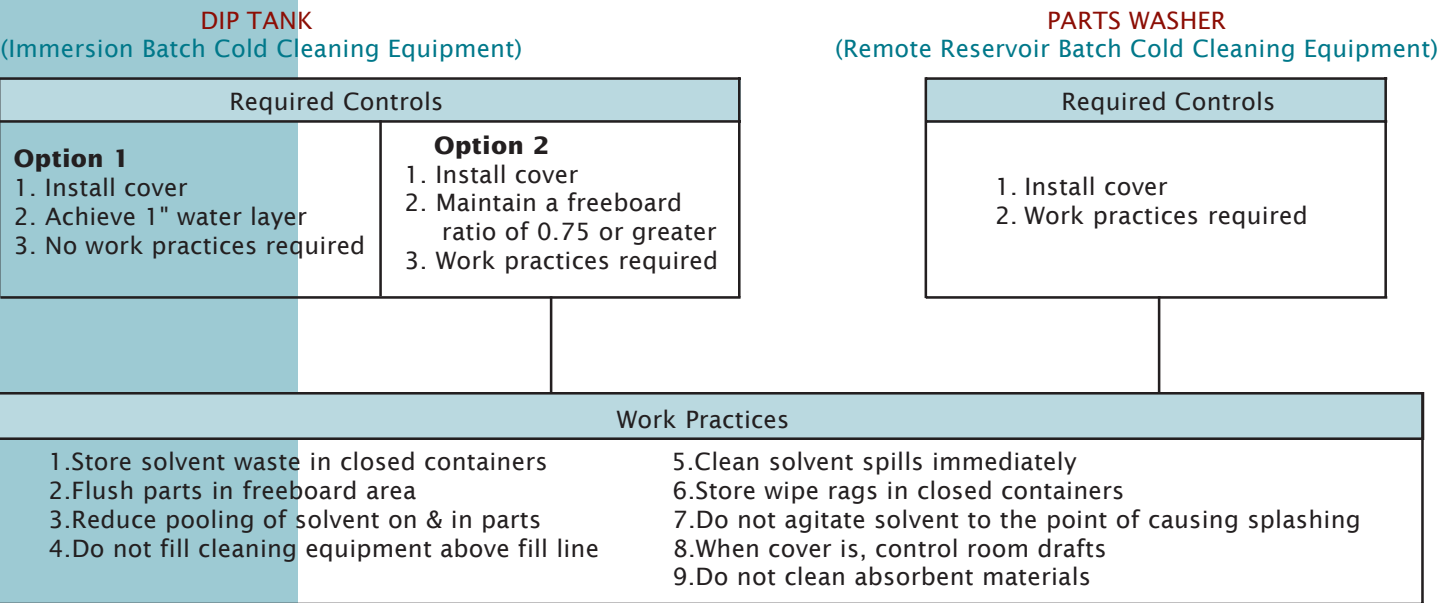 DIP TANK
(Immersion Batch Cold Cleaning Equipment)
Required Controls
Option 1
1. Install cover
2. Achieve 1" water layer
3. No work practices required
Option 2
1. Install cover
2. Maintain a freeboard
ratio of 0.75 or greater
3. Work practices required
PARTS WASHER
(Remote Reservoir Batch Cold Cleaning Equipment)
Required Controls
1. Install cover
2. Work practices required
Work Practices
1.Store solvent waste in closed containers
2.Flush parts in freeboard area
3.Reduce pooling of solvent on & in parts
4.Do not fill cleaning equipment above fill line
5.Clean solvent spills immediately
6.Store wipe rags in closed containers
7.Do not agitate solvent to the point of causing splashing
8.When cover is, control room drafts
9.Do not clean absorbent materials